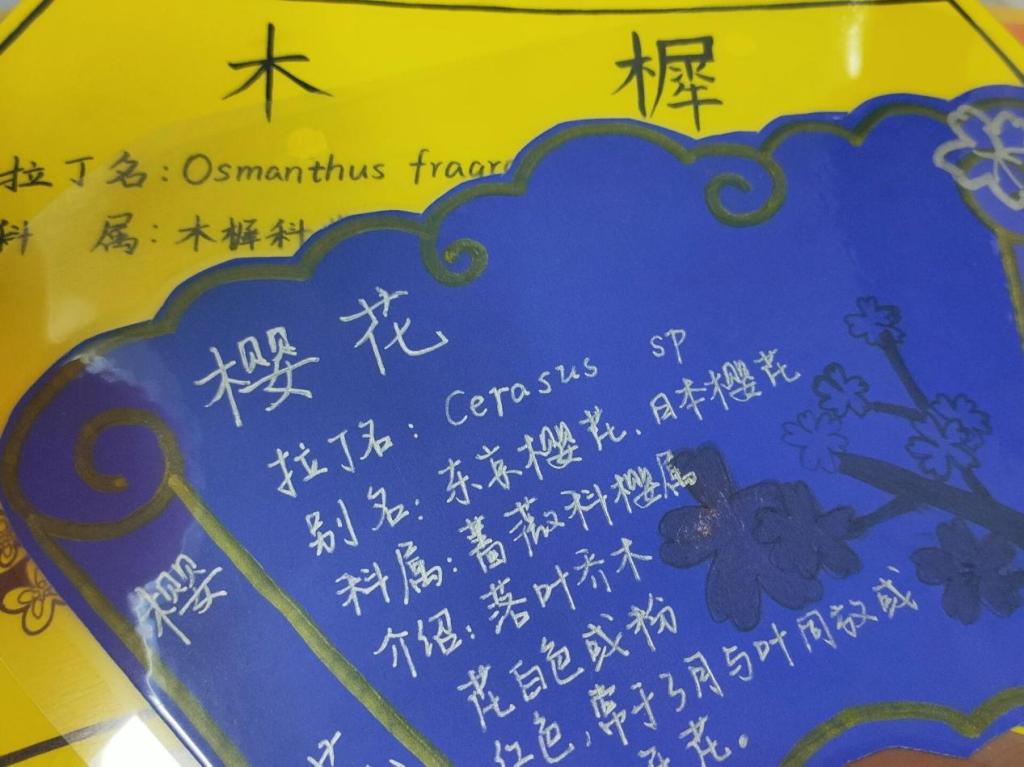 木 樨
拉丁名:Osmanthus
科 属:木樨科
樱花
拉丁名: Cerasus sp
别名: 东京樱花、日本樱花
科属: 蔷薇科樱属
介绍: 落叶乔木
花白色或粉
红色,常于3月与叶同放或
花。
樱